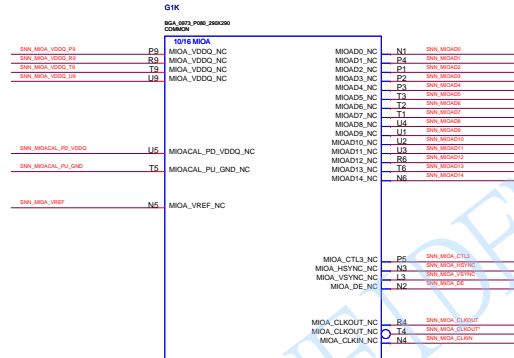 G1K
BGA_0973_P080_290X290
COMMON
10/16 MIOA
SNN_MIOA_VDDQ_P9 P9 MIOA_VDDQ_NC
SNN_MIOA_VDDQ_R9 R9 MIOA_VDDQ_NC
SNN_MIOA_VDDQ_T9 T9 MIOA_VDDQ_NC
SNN_MIOA_VDDQ_U9 U9 MIOA_VDDQ_NC
SNN_MIOACAL_PD_VDDQ U5 MIOACAL_PD_VDDQ_NC
SNN_MIOACAL_PU_GND T5 MIOACAL_PU_GND_NC
SNN_MIOA_VREF N5 MIOA_VREF_NC
MIOAD0_NC N1 SNN_MIOAD0
MIOAD1_NC P4 SNN_MIOAD1
MIOAD2_NC P1 SNN_MIOAD2
MIOAD3_NC P2 SNN_MIOAD3
MIOAD4_NC P3 SNN_MIOAD4
MIOAD5_NC T3 SNN_MIOAD5
MIOAD6_NC T2 SNN_MIOAD6
MIOAD7_NC T1 SNN_MIOAD7
MIOAD8_NC U4 SNN_MIOAD8
MIOAD9_NC U1 SNN_MIOAD9
MIOAD10_NC U2 SNN_MIOAD10
MIOAD11_NC U3 SNN_MIOAD11
MIOAD12_NC R6 SNN_MIOAD12
MIOAD13_NC T6 SNN_MIOAD13
MIOAD14_NC N6 SNN_MIOAD14
MIOA_CTL3_NC P5 SNN_MIOA_CTL3
MIOA_HSYNC_NC N3 SNN_MIOA_HSYNC
MIOA_VSYNC_NC L3 SNN_MIOA_VSYNC
MIOA_DE_NC N2 SNN_MIOA_DE
MIOA_CLKOUT_NC R4 SNN_MIOA_CLKOUT
MIOA_CLKOUT_NC T4 SNN_MIOA_CLKOUT*
MIOA_CLKIN_NC N4 SNN_MIOA_CLKIN